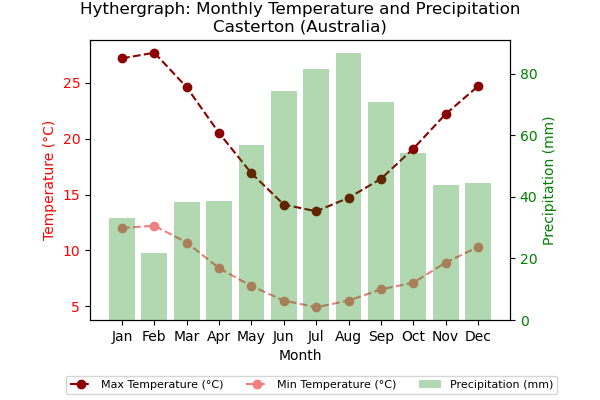 Hythergraph: Monthly Temperature and Precipitation
Casterton (Australia)
Temperature (°C)
25
20
15
10
5
80
60
40
20
0
Precipitation (mm)
Jan Feb Mar Apr May Jun Jul Aug Sep Oct Nov Dec
Month
Max Temperature (°C) Min Temperature (°C) Precipitation (mm)